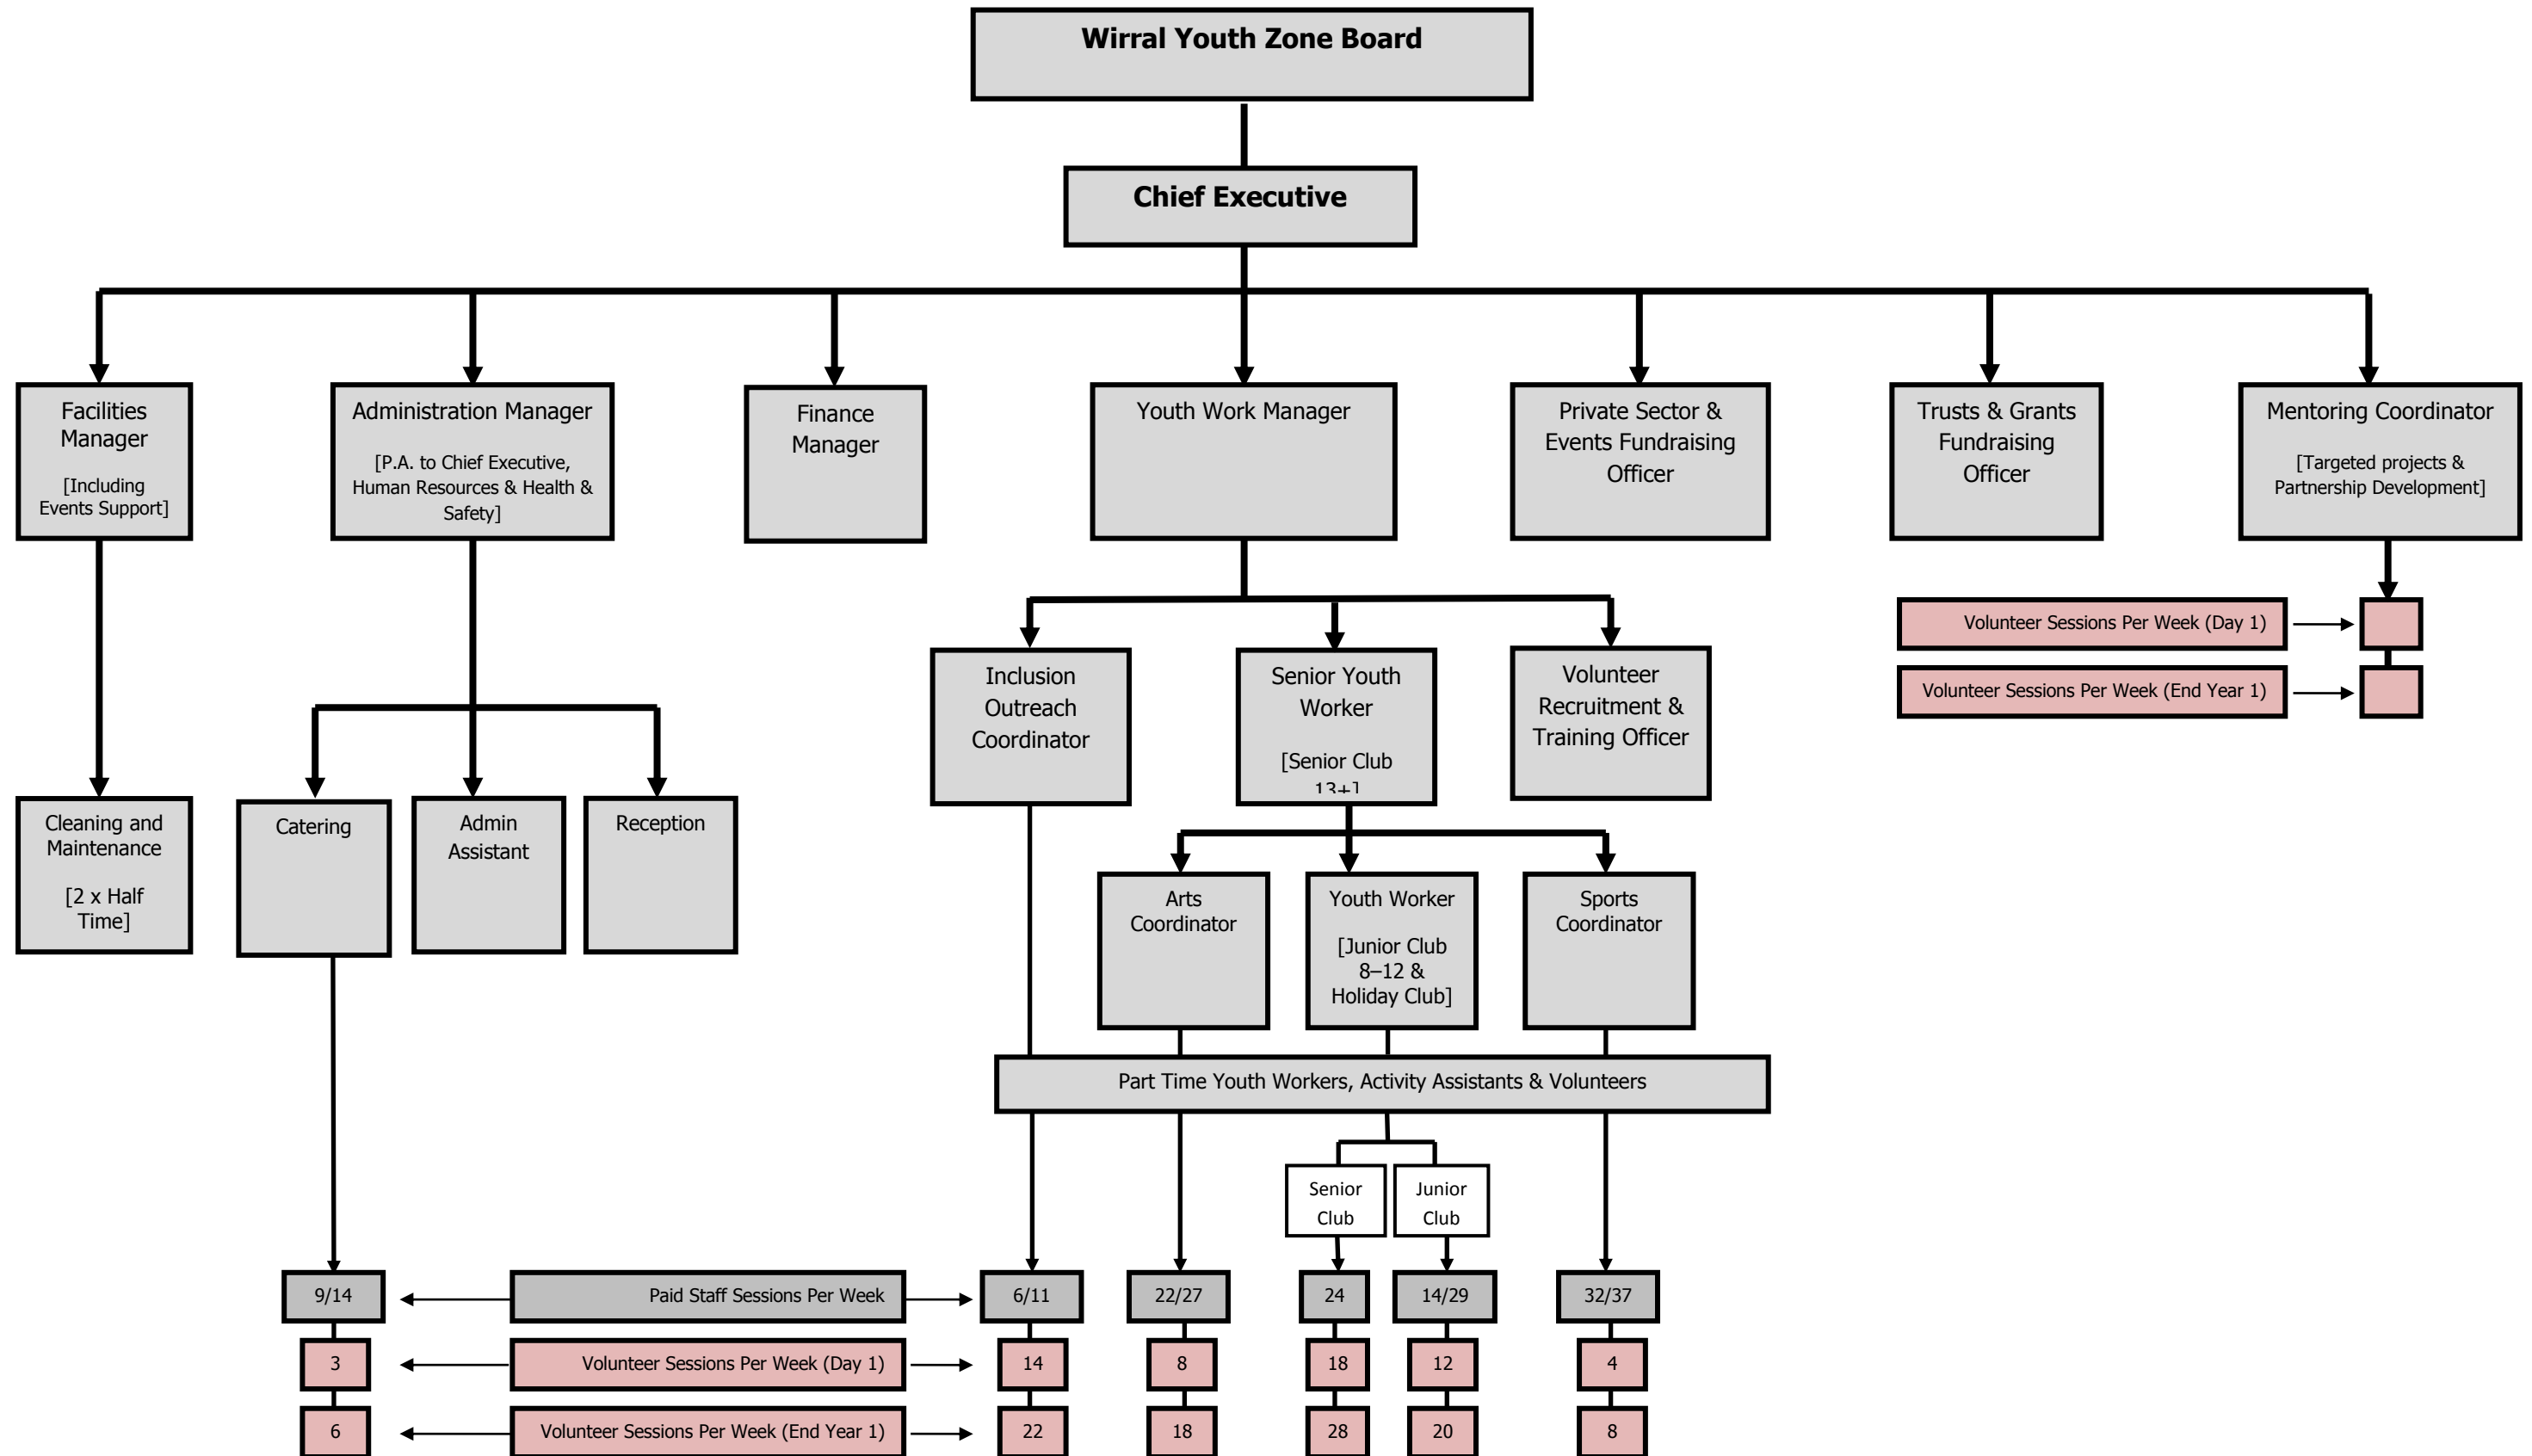 Wirral Youth Zone Board
Chief Executive
Facilities
Manager
[Including
Events Support]
Administration Manager
[P.A. to Chief Executive,
Human Resources & Health &
Safety]
Finance
Manager
Youth Work Manager
Private Sector &
Events Fundraising
Officer
Trusts & Grants
Fundraising
Officer
Mentoring Coordinator
[Targeted projects &
Partnership Development]
Volunteer Sessions Per Week (Day 1)
Volunteer Sessions Per Week (End Year 1)
Inclusion
Outreach
Coordinator
Senior Youth
Worker
[Senior Club
13+]
Volunteer
Recruitment &
Training Officer
Cleaning and
Maintenance
[2 x Half
Time]
Catering
Admin
Assistant
Reception
Arts
Coordinator
Youth Worker
[Junior Club
8–12 &
Holiday Club]
Sports
Coordinator
Part Time Youth Workers, Activity Assistants & Volunteers
Senior
Club
Junior
Club
9/14
Paid Staff Sessions Per Week
6/11
22/27
24
14/29
32/37
3
Volunteer Sessions Per Week (Day 1)
14
8
18
12
4
6
Volunteer Sessions Per Week (End Year 1)
22
18
28
20
8